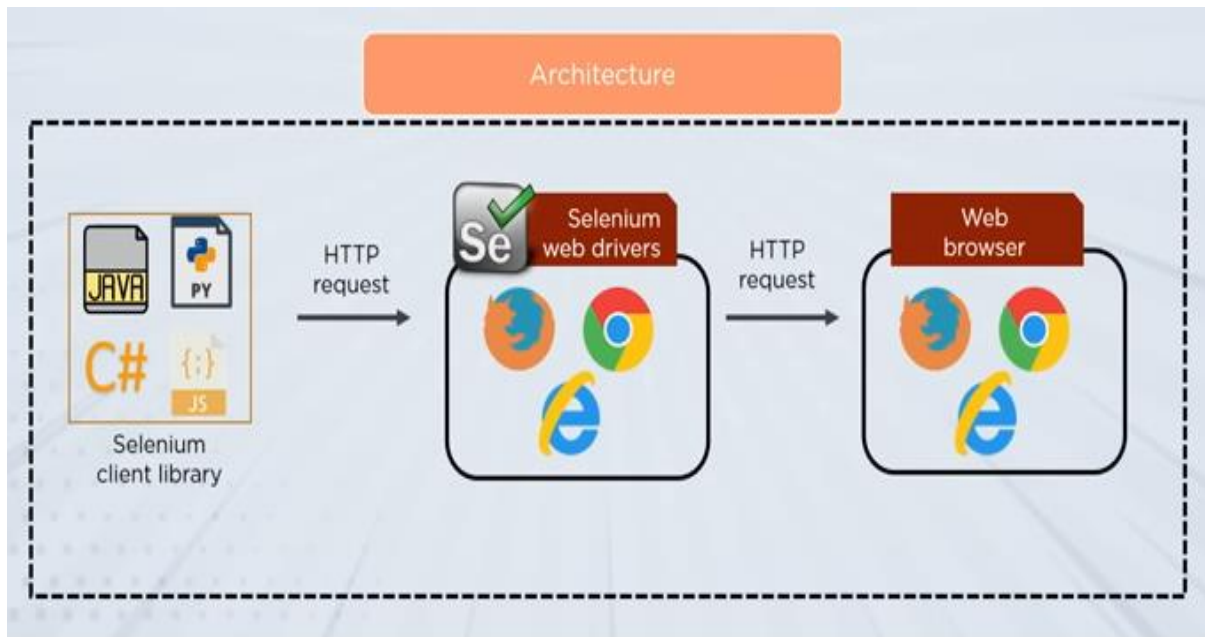 Architecture
JAVA
PY
C#
{;}
JS
Selenium
client library
HTTP
request
Se
Selenium
web drivers
HTTP
request
Web
browser